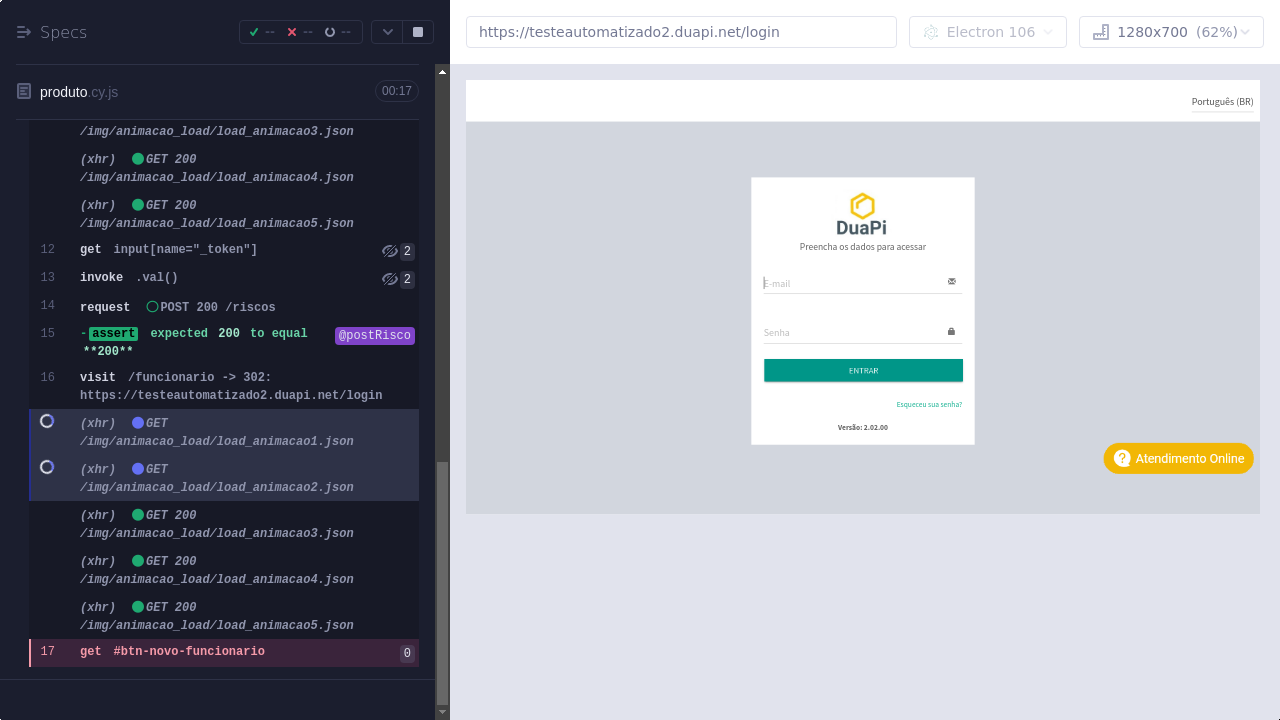 Specs
--
--
--
https://testeautomatizado2.duapi.net/login
Electron 106
1280x700 (62%)
produto.cy.js
00:17
/img/animacao_load/load_animacao3.json
(xhr) GET 200
/img/animacao_load/load_animacao4.json
(xhr) GET 200
/img/animacao_load/load_animacao5.json
12 get input[name="_token"] 2
13 invoke .val() 2
14 request POST 200 /riscos
15 -assert expected 200 to equal @postRisco
**200**
16 visit /funcionario -> 302:
https://testeautomatizado2.duapi.net/login
(xhr) GET
/img/animacao_load/load_animacao1.json
(xhr) GET
/img/animacao_load/load_animacao2.json
(xhr) GET 200
/img/animacao_load/load_animacao3.json
(xhr) GET 200
/img/animacao_load/load_animacao4.json
(xhr) GET 200
/img/animacao_load/load_animacao5.json
17 get #btn-novo-funcionario 0
Português (BR)
DuaPi
Preencha os dados para acessar
E-mail
Senha
ENTRAR
Esqueceu sua senha?
Versão: 2.02.00
Atendimento Online